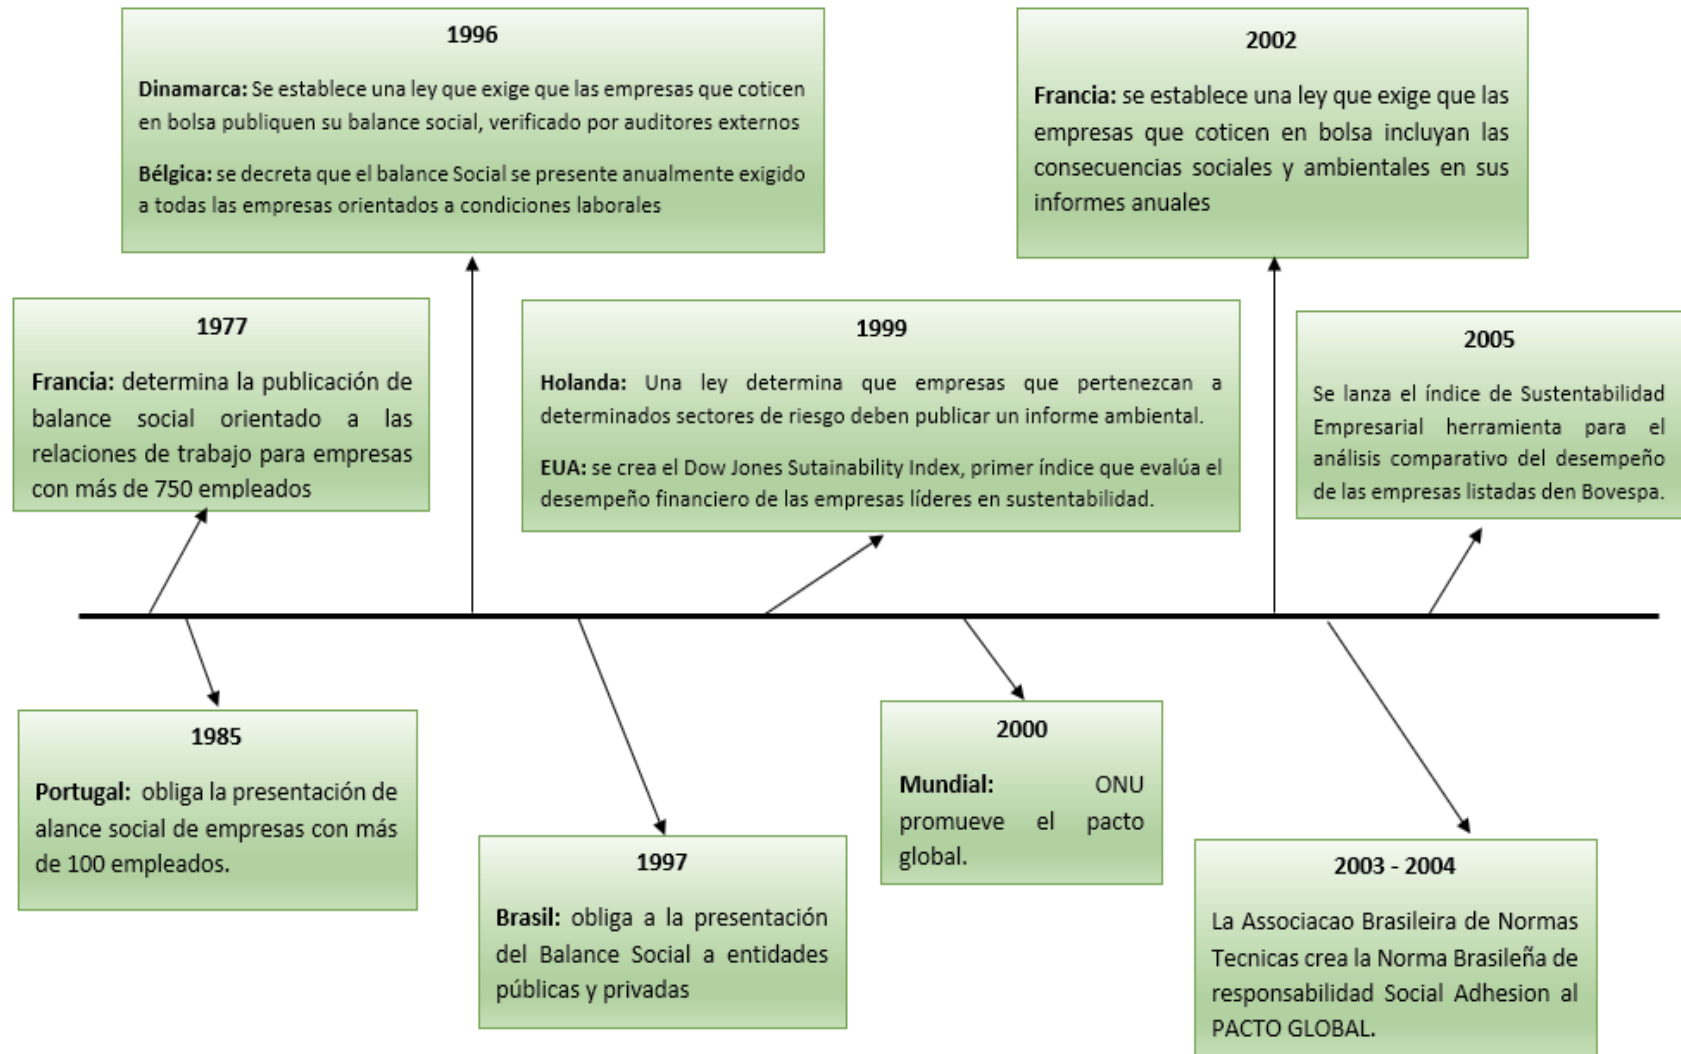 1996
Dinamarca: Se establece una ley que exige que las empresas que coticen
en bolsa publiquen su balance social, verificado por auditores externos
Bélgica: se decreta que el balance Social se presente anualmente exigido
a todas las empresas orientados a condiciones laborales
2002
Francia: se establece una ley que exige que las
empresas que coticen en bolsa incluyan las
consecuencias sociales y ambientales en sus
informes anuales
1977
Francia: determina la publicación de
balance social orientado a las
relaciones de trabajo para empresas
con más de 750 empleados
1999
Holanda: Una ley determina que empresas que pertenezcan a
determinados sectores de riesgo deben publicar un informe ambiental.
EUA: se crea el Dow Jones Sutainability Index, primer índice que evalúa el
desempeño financiero de las empresas líderes en sustentabilidad.
2005
Se lanza el índice de Sustentabilidad
Empresarial herramienta para el
análisis comparativo del desempeño
de las empresas listadas den Bovespa.
1985
Portugal: obliga la presentación de
alance social de empresas con más
de 100 empleados.
1997
Brasil: obliga a la presentación
del Balance Social a entidades
públicas y privadas
2000
Mundial: ONU
promueve el pacto
global.
2003 - 2004
La Associacao Brasileira de Normas
Tecnicas crea la Norma Brasileña de
responsabilidad Social Adhesion al
PACTO GLOBAL.